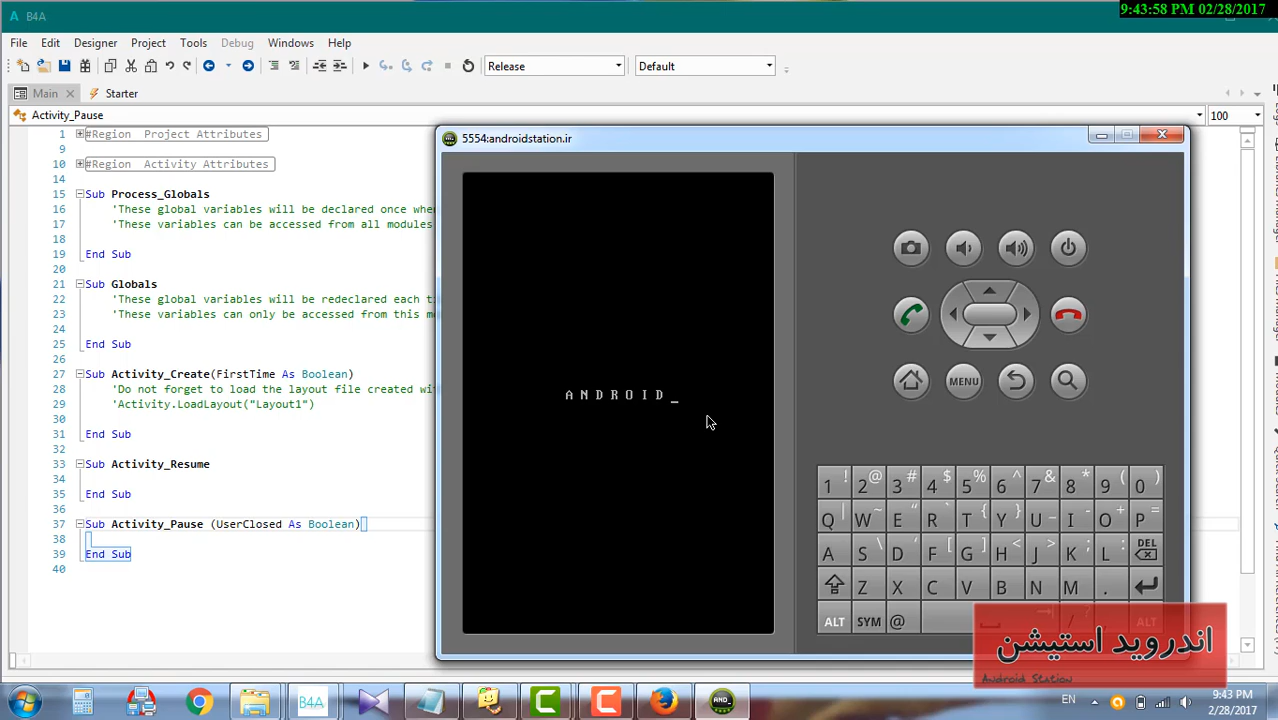 9:43:58 PM 02/28/2017
B4A
File Edit Designer Project Tools Debug Windows Help
Release Default
Main Starter
Activity_Pause 100
1 #Region Project Attributes
9
10 #Region Activity Attributes
14
15 Sub Process_Globals
16 'These global variables will be declared once
17 'These variables can be accessed from all modules
18
19 End Sub
20
21 Sub Globals
22 'These global variables will be redeclared each
23 'These variables can only be accessed from this
24
25 End Sub
26
27 Sub Activity_Create(FirstTime As Boolean)
28 'Do not forget to load the layout file created
29 'Activity.LoadLayout("Layout1")
30
31 End Sub
32
33 Sub Activity_Resume
34
35 End Sub
36
37 Sub Activity_Pause (UserClosed As Boolean)
38
39 End Sub
40
5554:androidstation.ir
ANDROID_
MENU
1 ! 2 @ 3 # 4 $ 5 % 6 ^ 7 & 8 * 9 ( 0 )
Q | W ~ E " R ` T { Y } U _ I - O + P =
A S \ D ' F [ G ] H < J > K ; L : DEL
Z X C V B N M .
ALT SYM @ / ? ALT
اندروید استیشن
Android Station
AND_
EN
9:43 PM
2/28/2017